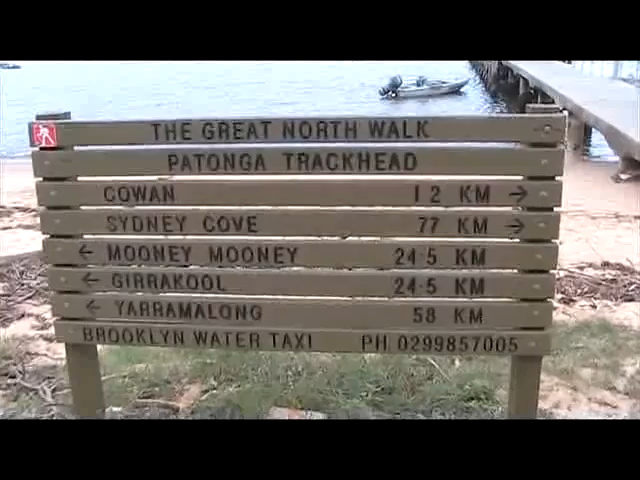 THE GREAT NORTH WALK
PATONGA TRACKHEAD
COWAN 12 KM →
SYDNEY COVE 77 KM →
← MOONEY MOONEY 24·5 KM
← GIRRAKOOL 24·5 KM
← YARRAMALONG 58 KM
BROOKLYN WATER TAXI PH 0299857005